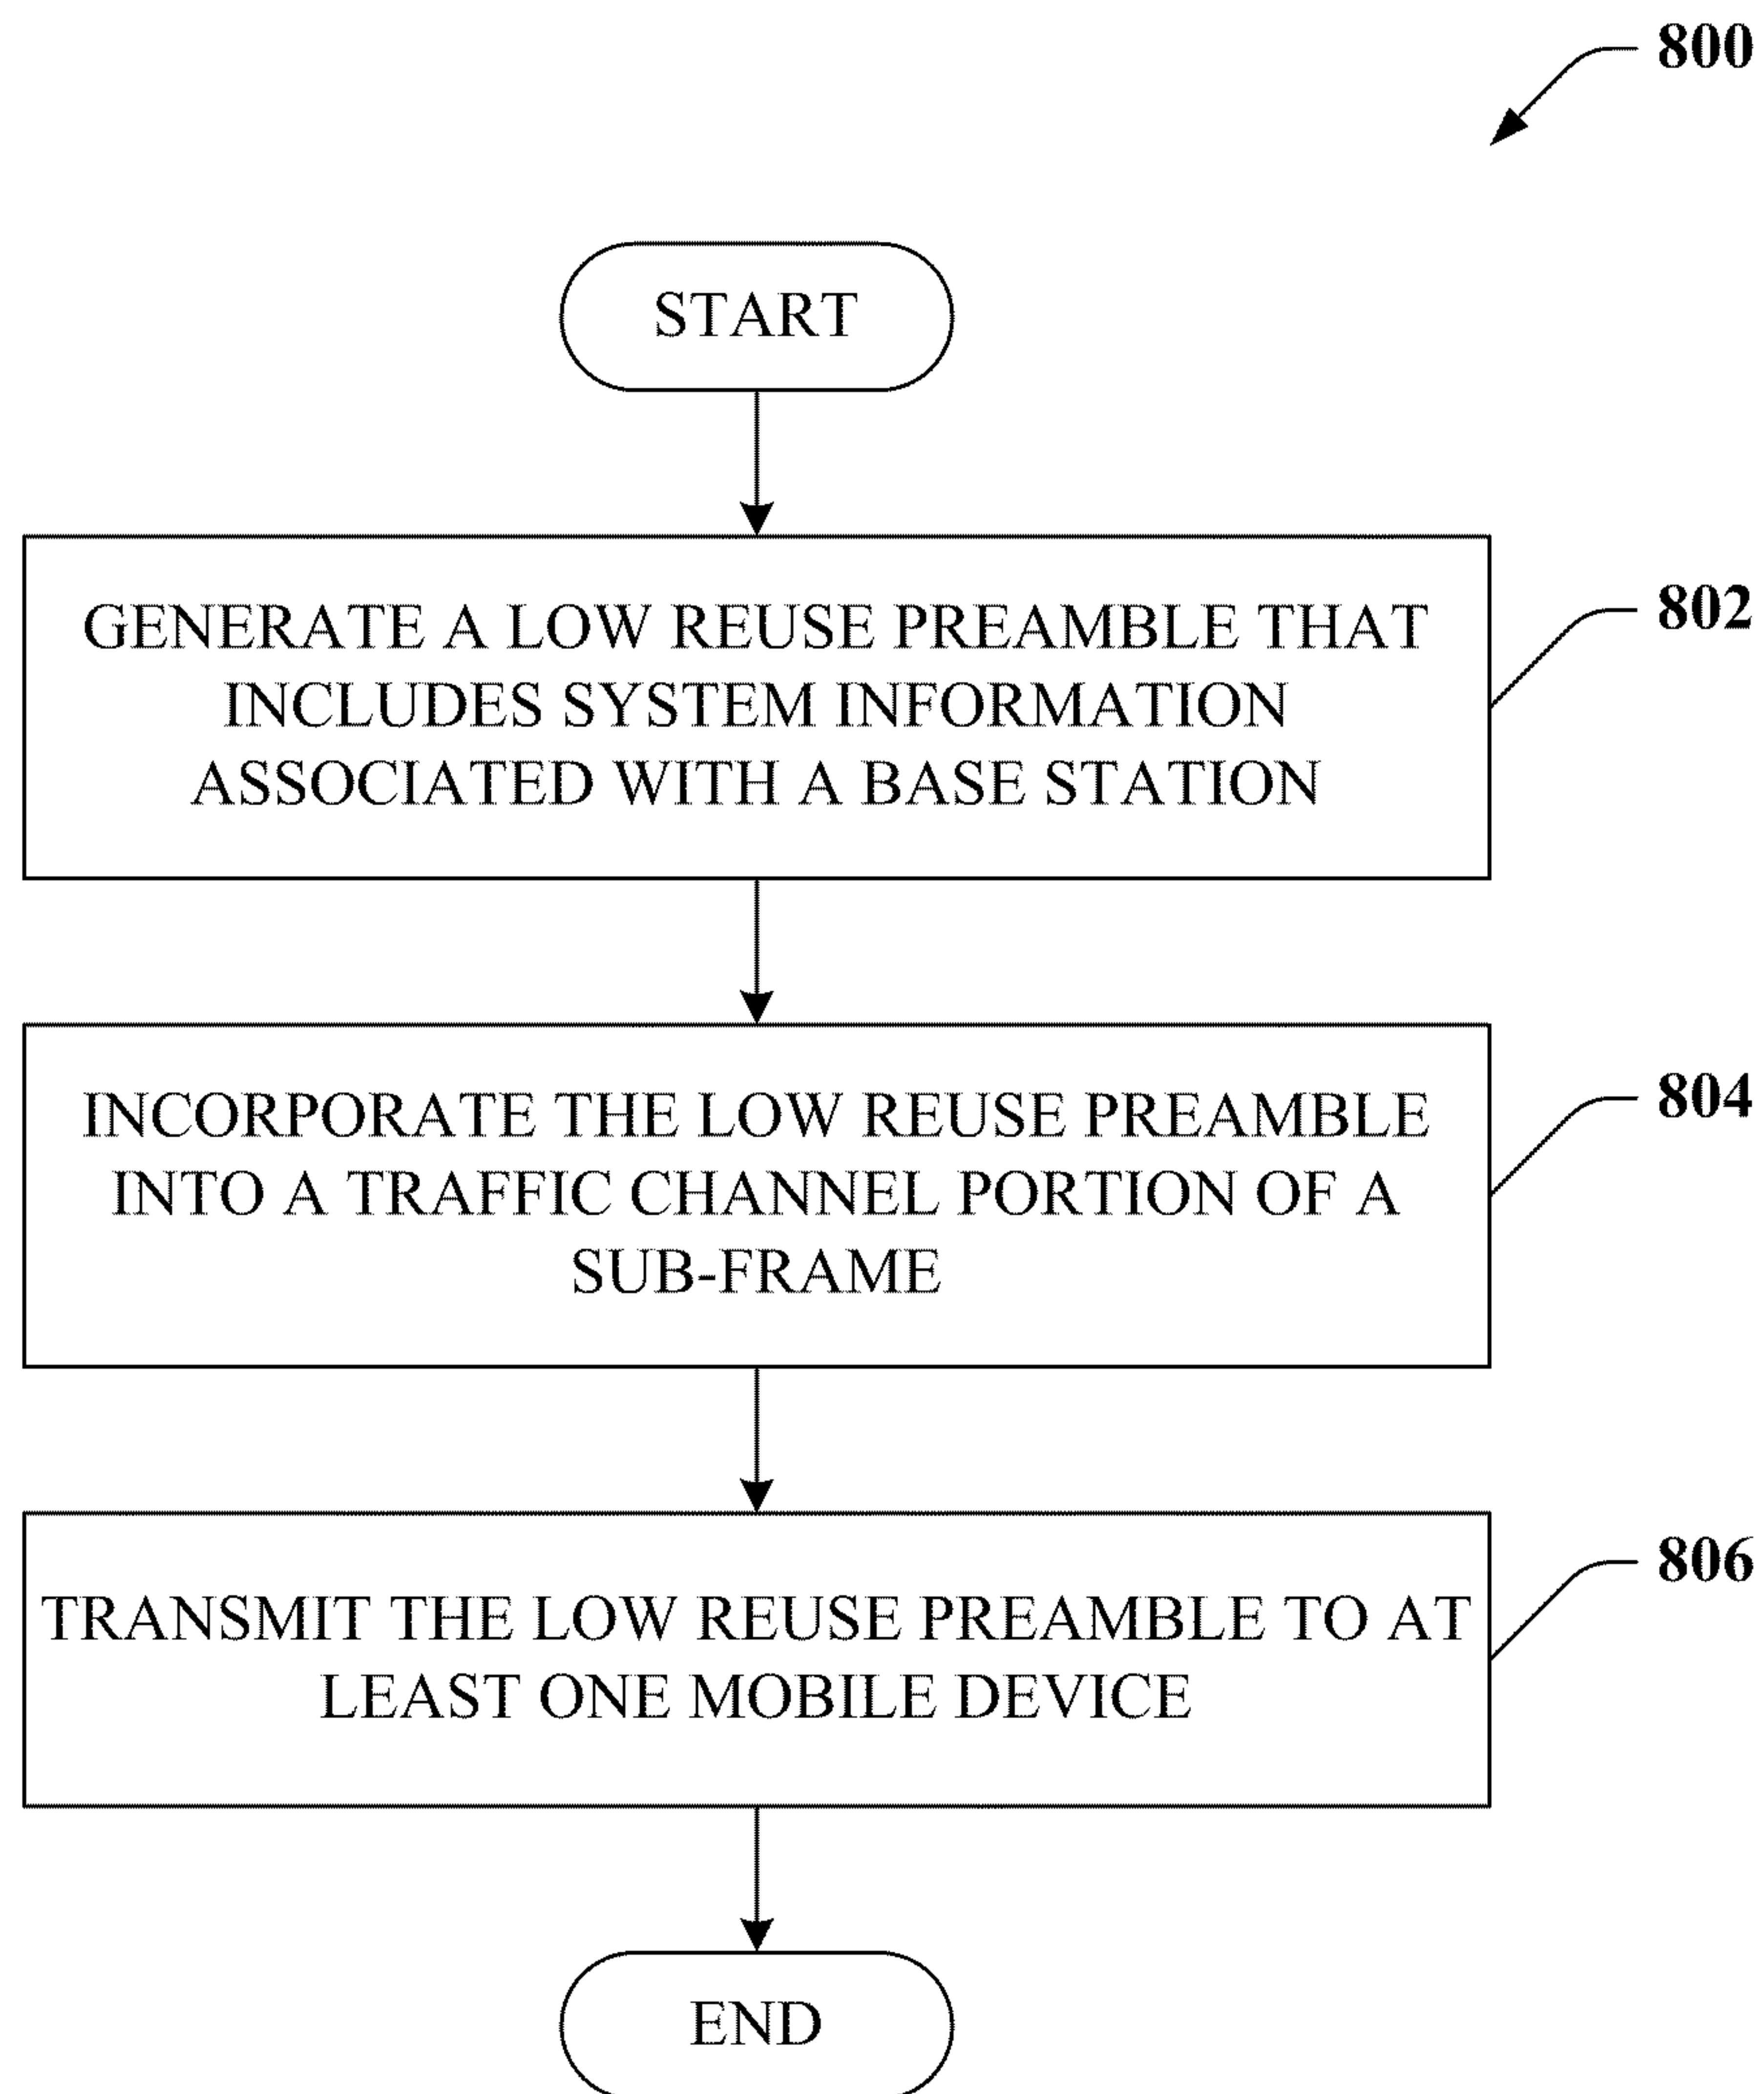 800
START
GENERATE A LOW REUSE PREAMBLE THAT
INCLUDES SYSTEM INFORMATION
ASSOCIATED WITH A BASE STATION
802
INCORPORATE THE LOW REUSE PREAMBLE
INTO A TRAFFIC CHANNEL PORTION OF A
SUB-FRAME
804
TRANSMIT THE LOW REUSE PREAMBLE TO AT
LEAST ONE MOBILE DEVICE
806
END